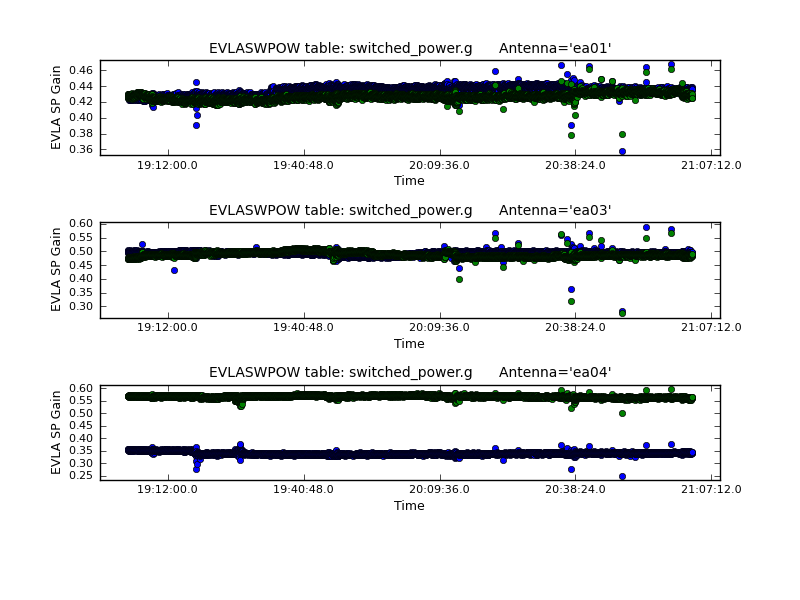 EVLASWPOW table: switched_power.g Antenna='ea01'
EVLA SP Gain
0.46
0.44
0.42
0.40
0.38
0.36
19:12:00.0 19:40:48.0 20:09:36.0 20:38:24.0 21:07:12.0
Time
EVLASWPOW table: switched_power.g Antenna='ea03'
EVLA SP Gain
0.60
0.55
0.50
0.45
0.40
0.35
0.30
19:12:00.0 19:40:48.0 20:09:36.0 20:38:24.0 21:07:12.0
Time
EVLASWPOW table: switched_power.g Antenna='ea04'
EVLA SP Gain
0.60
0.55
0.50
0.45
0.40
0.35
0.30
0.25
19:12:00.0 19:40:48.0 20:09:36.0 20:38:24.0 21:07:12.0
Time